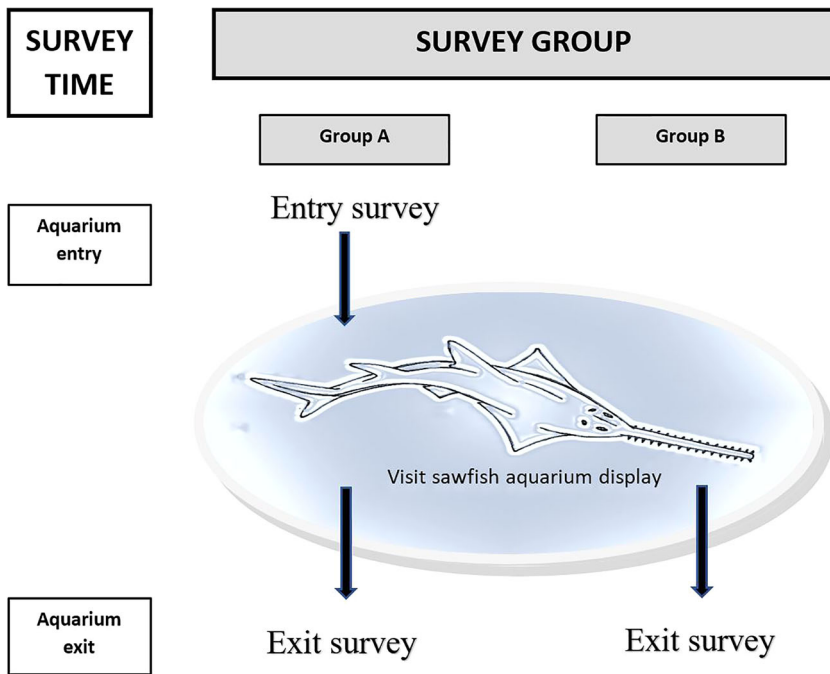 SURVEY
TIME
SURVEY GROUP
Group A
Group B
Aquarium
entry
Entry survey
Visit sawfish aquarium display
Aquarium
exit
Exit survey
Exit survey